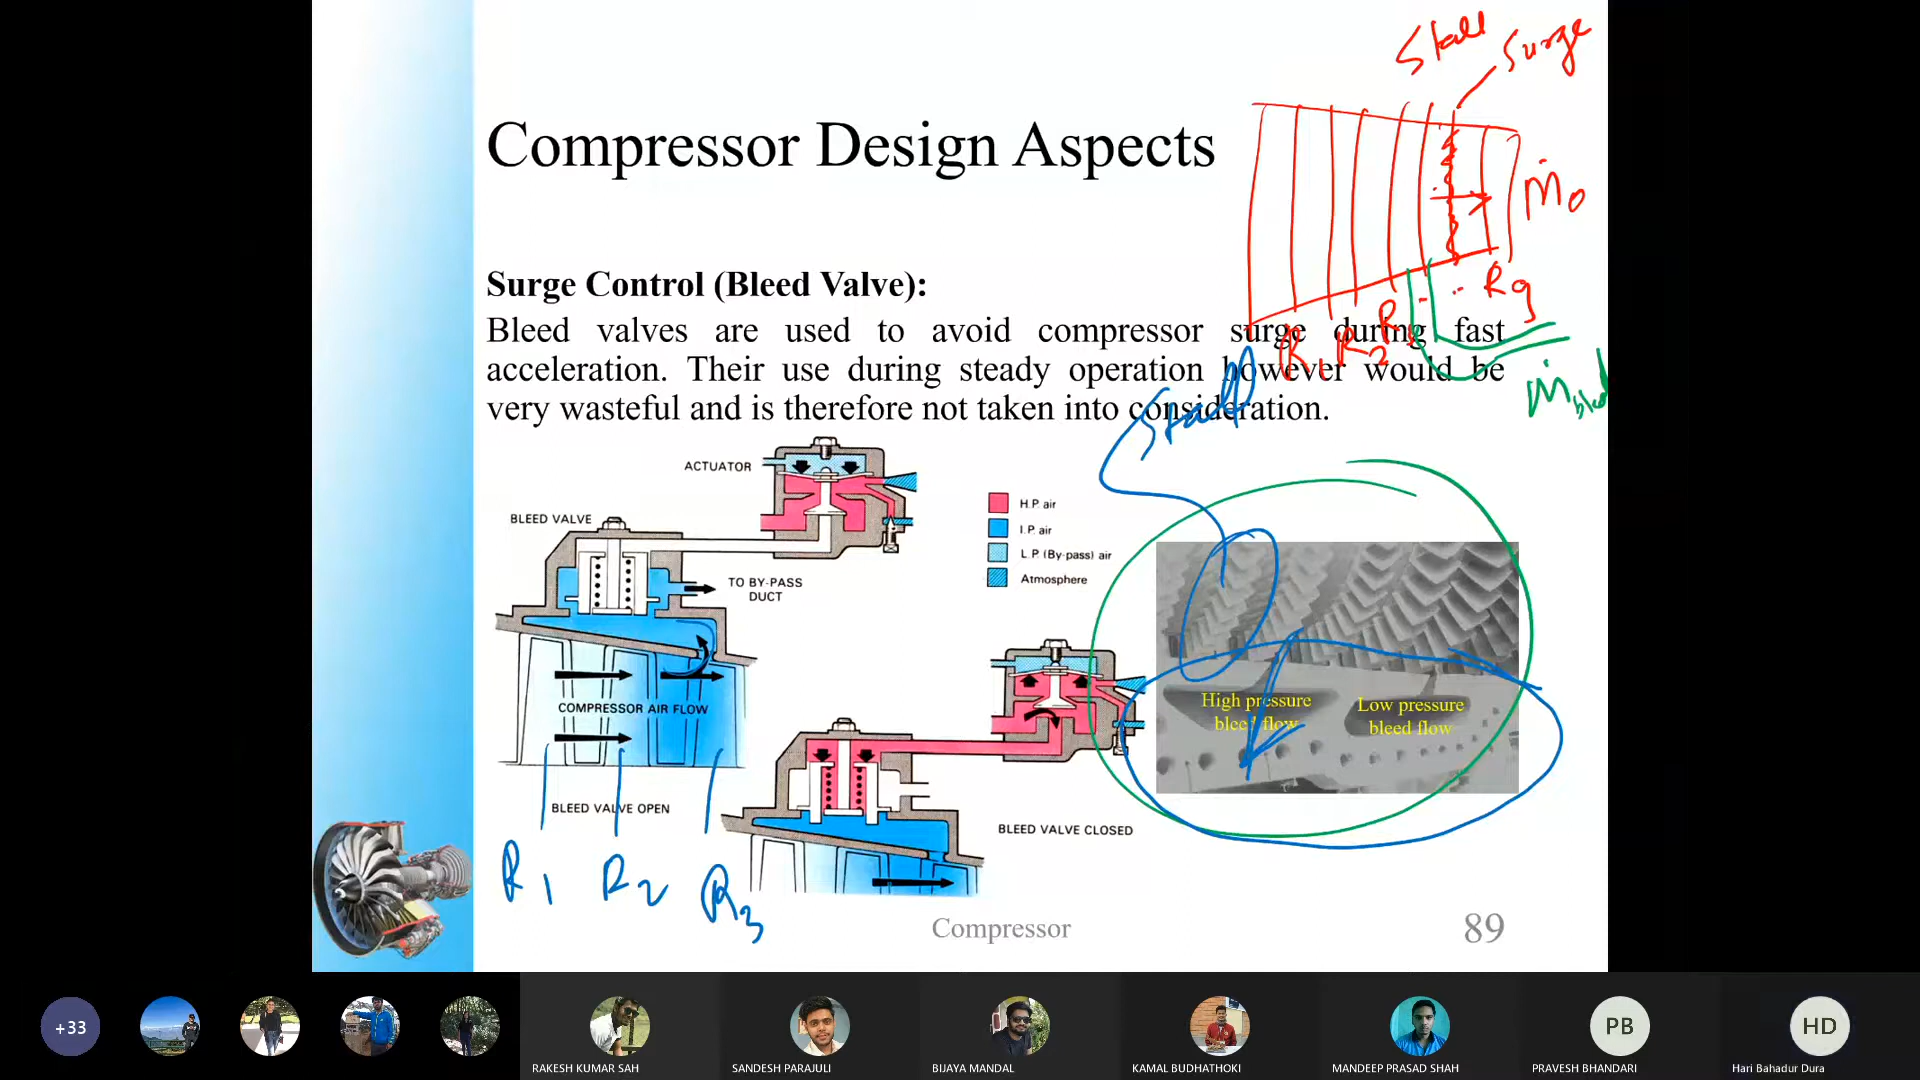 Stall
Surge
Compressor Design Aspects
ṁ0
Surge Control (Bleed Valve):
R9
Bleed valves are used to avoid compressor surge during fast
R1 R2 R3
acceleration. Their use during steady operation however would be
very wasteful and is therefore not taken into consideration.
ṁbleed
Stall
ACTUATOR
BLEED VALVE
H.P. air
I.P. air
L.P. (By-pass) air
Atmosphere
TO BY-PASS
DUCT
COMPRESSOR AIR FLOW
High pressure
bleed flow
Low pressure
bleed flow
BLEED VALVE OPEN
BLEED VALVE CLOSED
R1 R2 R3
Compressor
89
+33
RAKESH KUMAR SAH
SANDESH PARAJULI
BIJAYA MANDAL
KAMAL BUDHATHOKI
MANDEEP PRASAD SHAH
PB
PRAVESH BHANDARI
HD
Hari Bahadur Dura